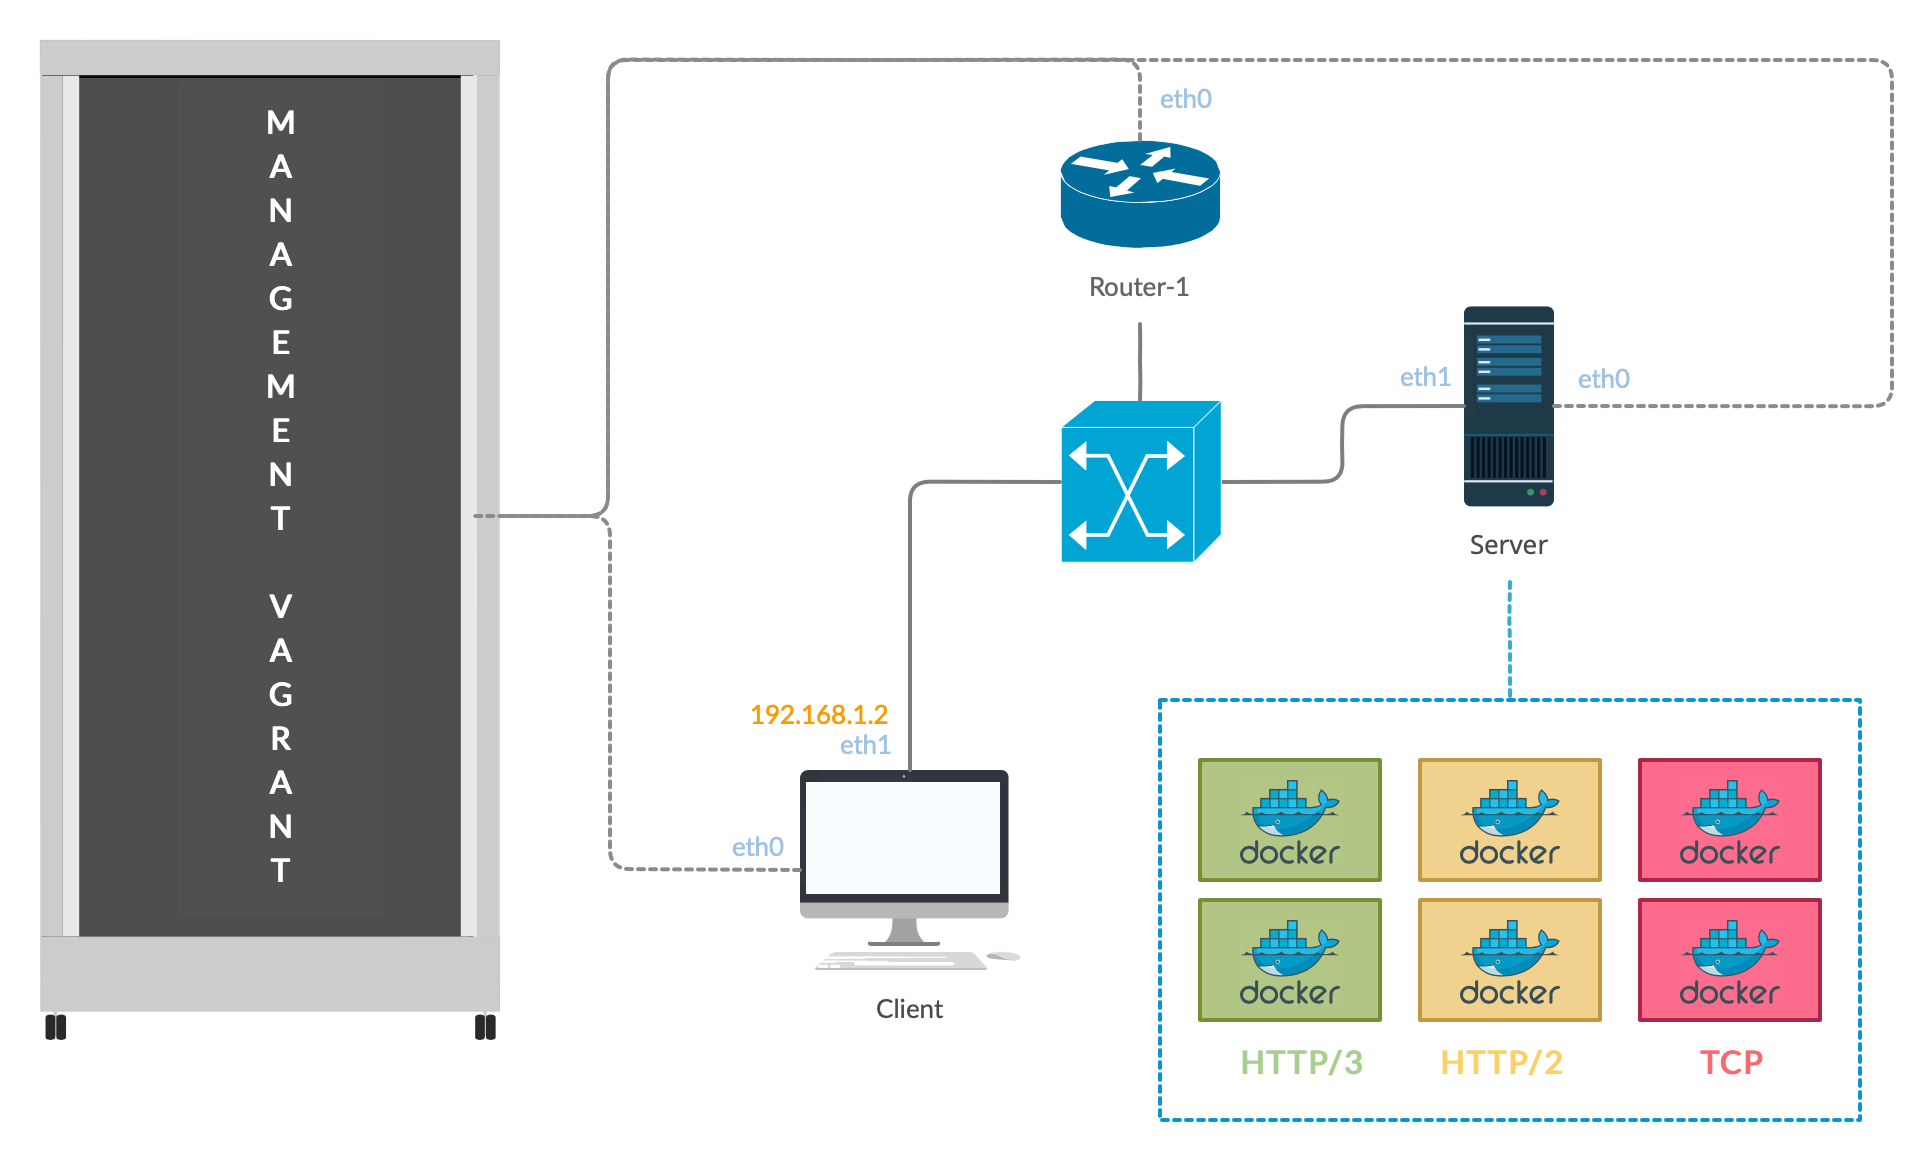 MANAGEMENT VAGRANT
eth0
Router-1
eth1
eth0
Server
192.168.1.2
eth1
eth0
Client
docker
docker
docker
docker
docker
docker
HTTP/3
HTTP/2
TCP